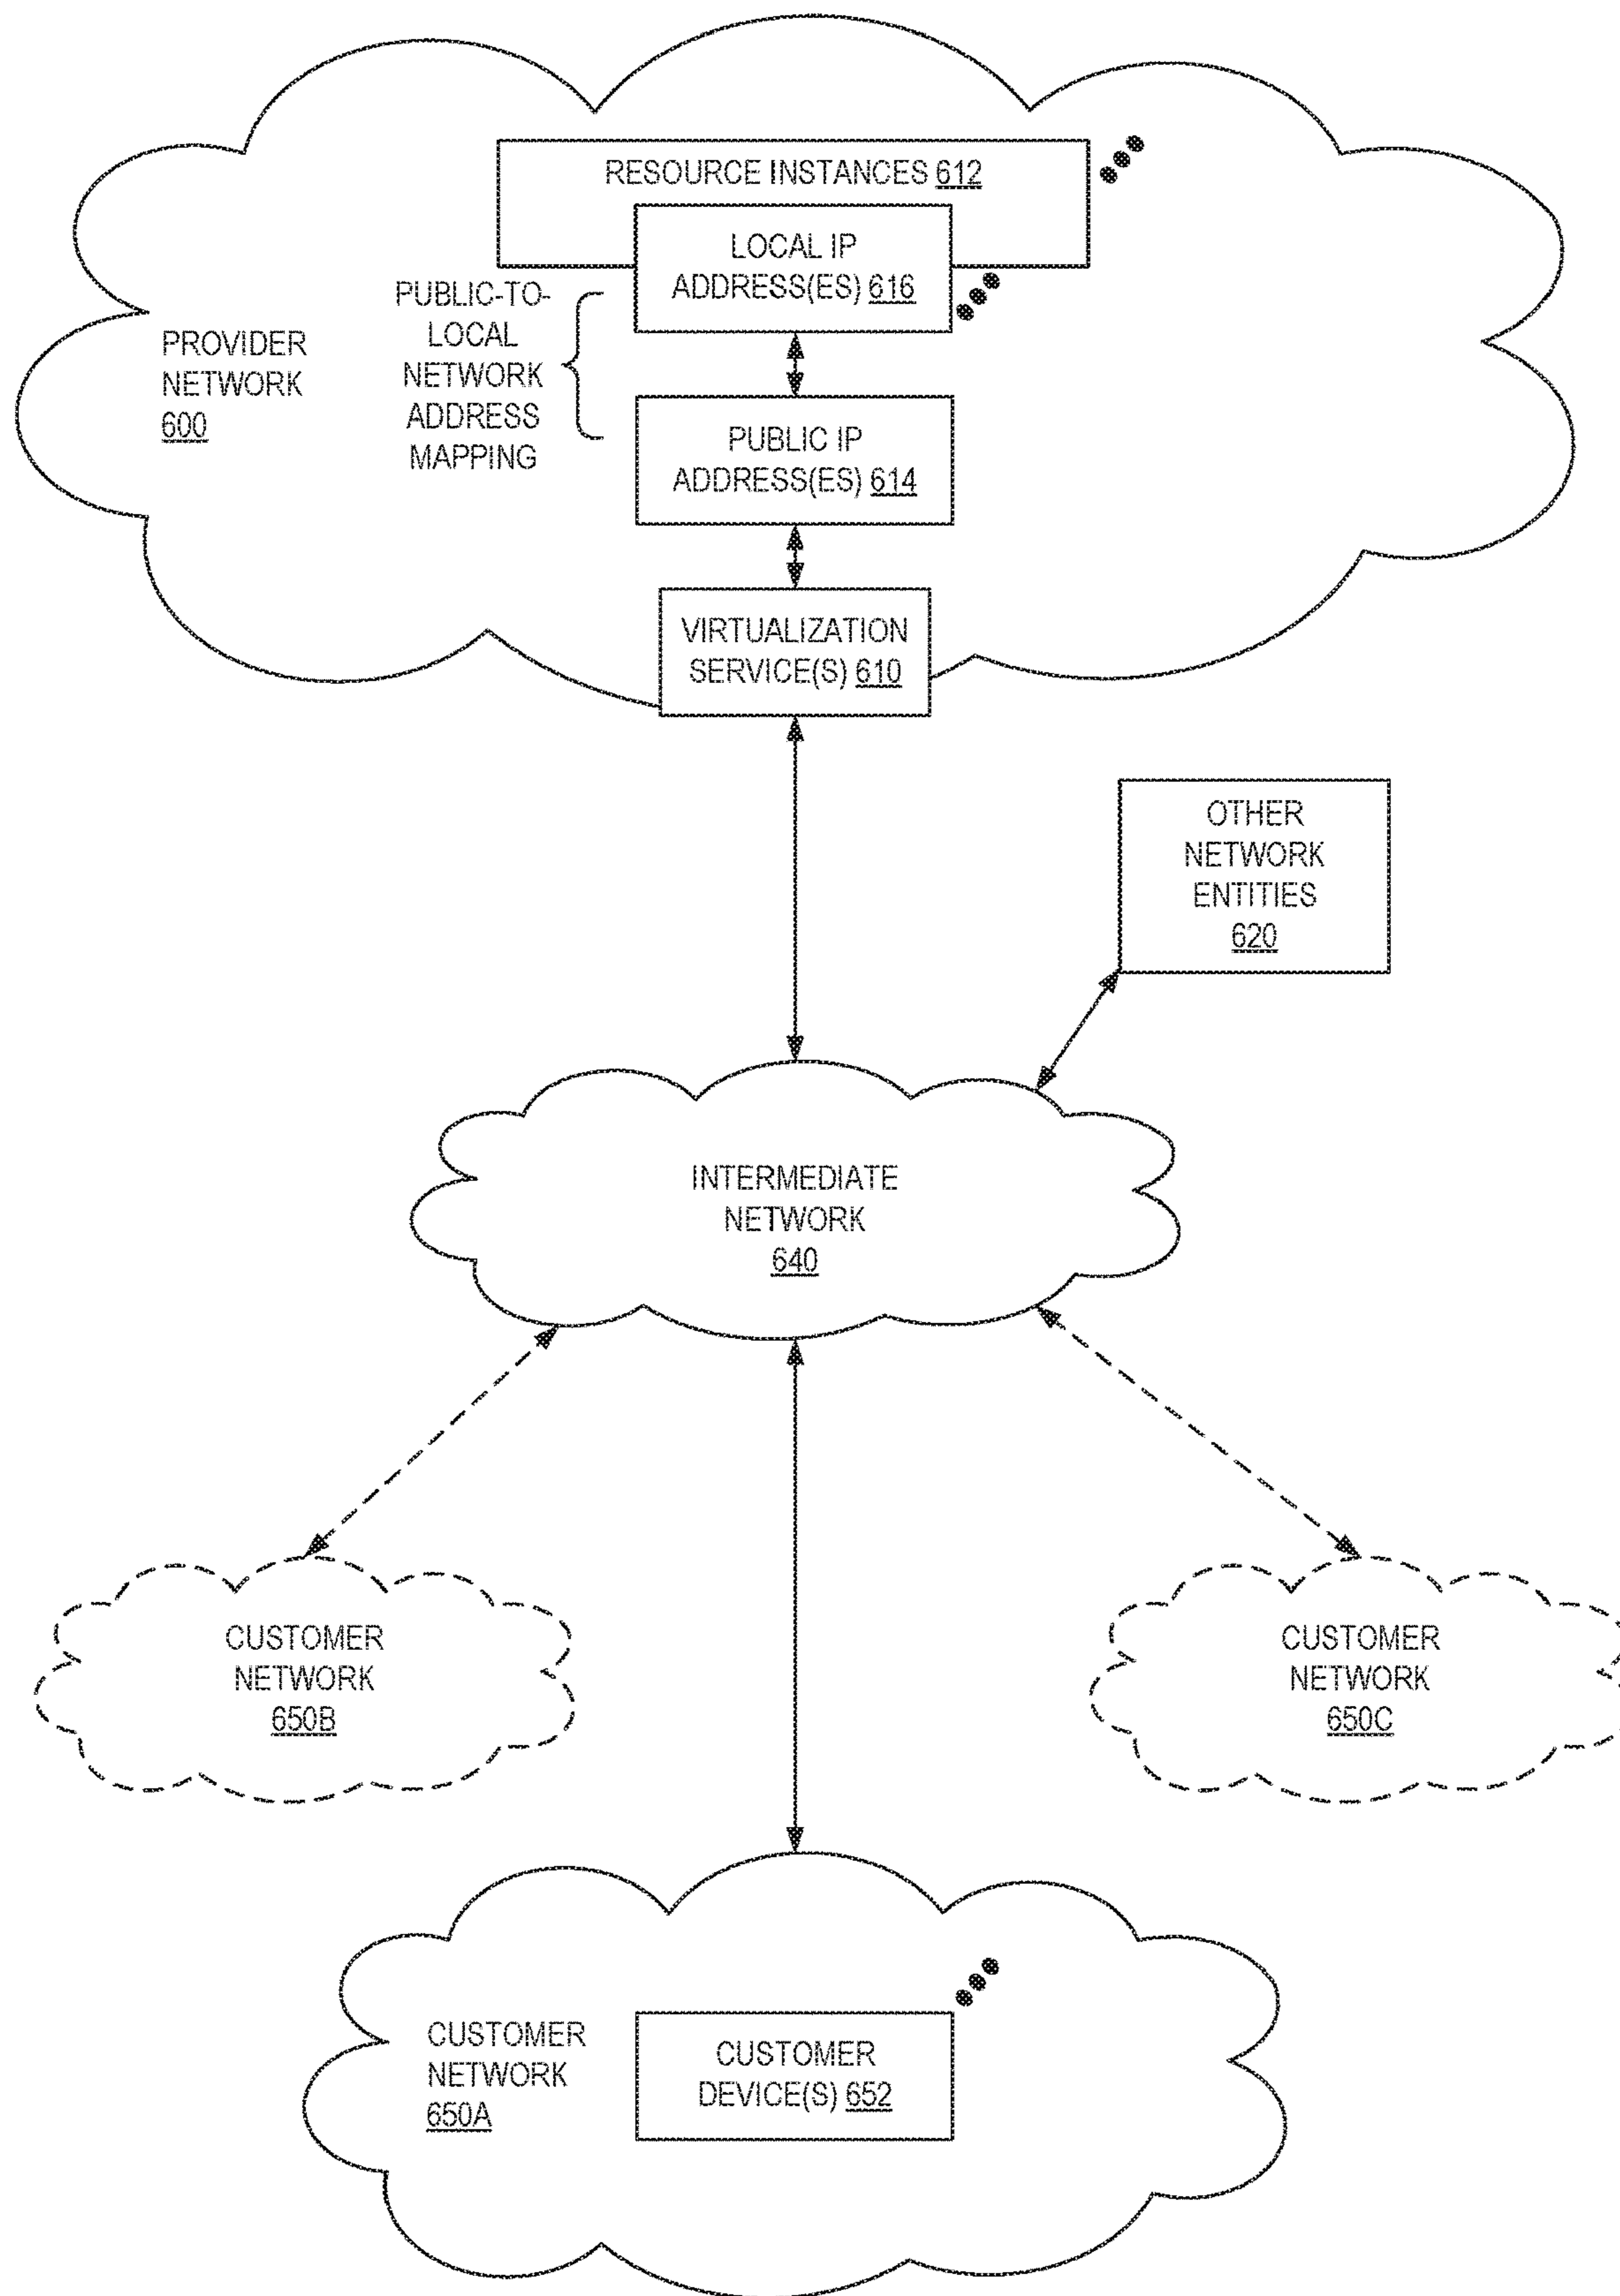 RESOURCE INSTANCES 612
LOCAL IP
ADDRESS(ES) 616
PUBLIC-TO-
LOCAL
NETWORK
ADDRESS
MAPPING
PROVIDER
NETWORK
600
PUBLIC IP
ADDRESS(ES) 614
VIRTUALIZATION
SERVICE(S) 610
OTHER
NETWORK
ENTITIES
620
INTERMEDIATE
NETWORK
640
CUSTOMER
NETWORK
650B
CUSTOMER
NETWORK
650C
CUSTOMER
NETWORK
650A
CUSTOMER
DEVICE(S) 652